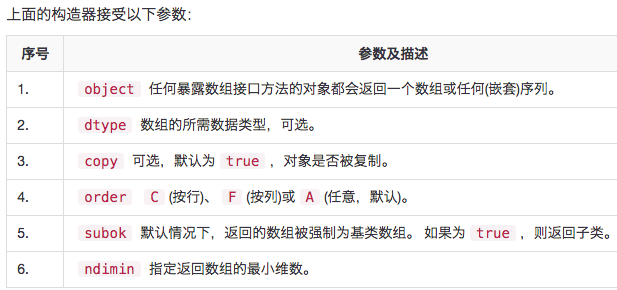 上面的构造器接受以下参数：
序号 参数及描述
1. object 任何暴露数组接口方法的对象都会返回一个数组或任何(嵌套)序列。
2. dtype 数组的所需数据类型，可选。
3. copy 可选，默认为 true ，对象是否被复制。
4. order C (按行)、 F (按列)或 A (任意，默认)。
5. subok 默认情况下，返回的数组被强制为基类数组。 如果为 true ，则返回子类。
6. ndimin 指定返回数组的最小维数。